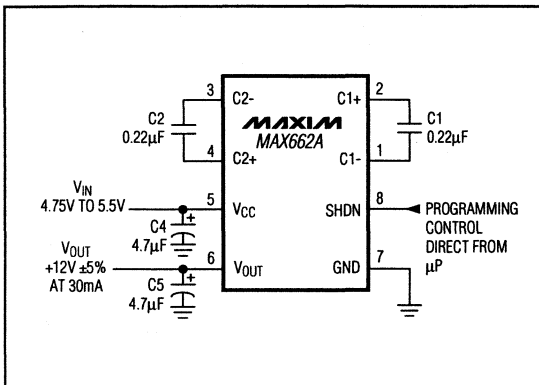 3 C2- C1+ 2
C2
0.22µF
MAXIM
MAX662A
C1
0.22µF
4 C2+ C1- 1
VIN
4.75V TO 5.5V
5 VCC SHDN 8
PROGRAMMING
CONTROL
DIRECT FROM
µP
C4
4.7µF
+
VOUT
+12V ±5%
AT 30mA
6 VOUT GND 7
C5
4.7µF
+